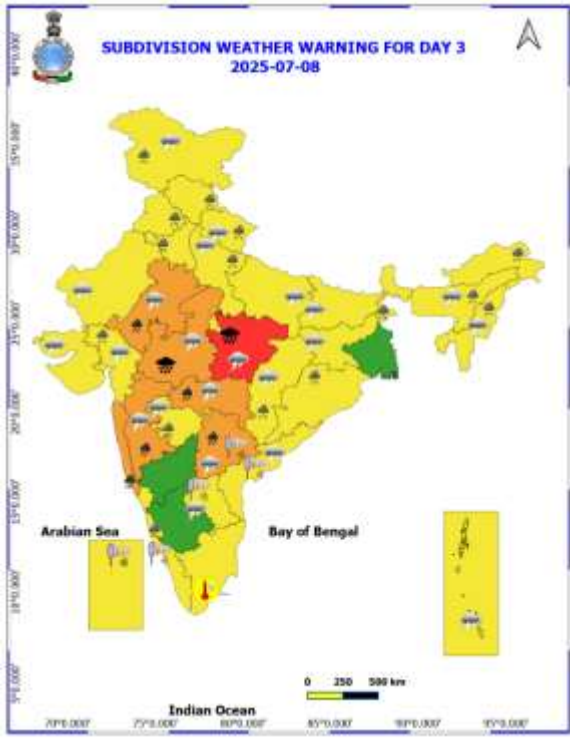 SUBDIVISION WEATHER WARNING FOR DAY 3
2025-07-08
Arabian Sea
Bay of Bengal
0 250 500 km
Indian Ocean
70°0.000' 75°0.000' 80°0.000' 85°0.000' 90°0.000' 95°0.000'